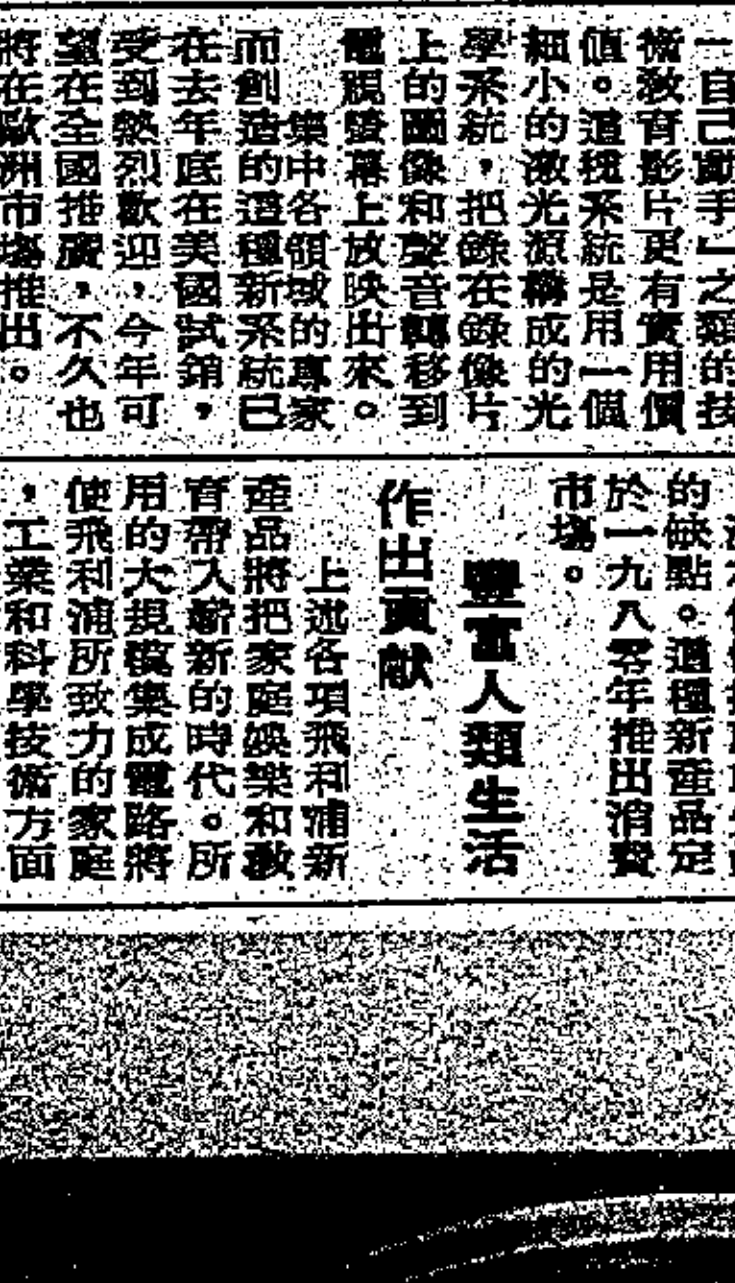 一自己動手」之類的技
術教育影片更有實用價
值。這種系統是用一個
細小的激光源構成的光
學系統，把錄在錄像片
上的圖像和聲音轉移到
電視螢幕上放映出來。
集中各領域的專家
而創造的這種新系統已
在去年底在美國試銷，
受到熱烈歡迎，今年可
望在全國推廣，不久也
將在歐洲市場推出。
的缺點。這種新產品定
於一九八零年推出消費
市場。
豐富人類生活
作出貢献
上述各項飛利浦新
產品將把家庭娛樂和敎
育帶入嶄新的時代。所
用的大規模集成電路將
使飛利浦所致力的家庭
，工業和科學技術方面